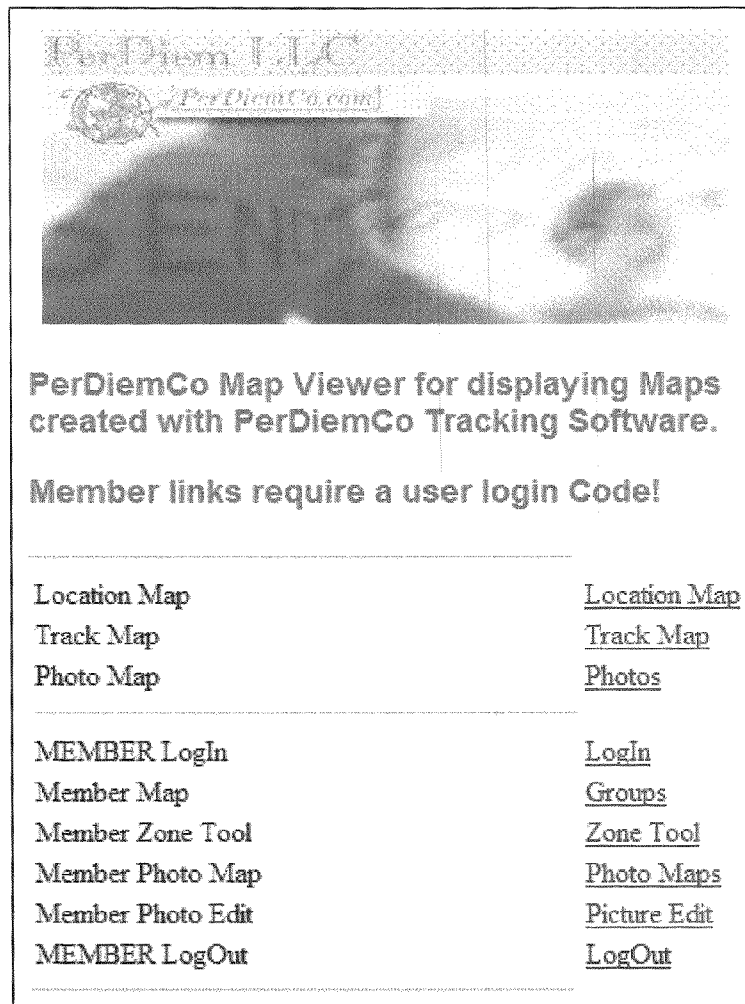 PerDiem LLC
PerDiemCo.com
PerDiemCo Map Viewer for displaying Maps
created with PerDiemCo Tracking Software.
Member links require a user login Code!
Location Map Location Map
Track Map Track Map
Photo Map Photos
MEMBER LogIn LogIn
Member Map Groups
Member Zone Tool Zone Tool
Member Photo Map Photo Maps
Member Photo Edit Picture Edit
MEMBER LogOut LogOut